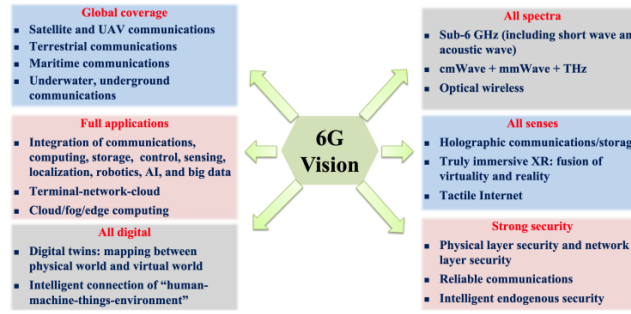 Global coverage
Satellite and UAV communications
Terrestrial communications
Maritime communications
Underwater, underground
communications
Full applications
Integration of communications,
computing, storage, control, sensing,
localization, robotics, AI, and big data
Terminal-network-cloud
Cloud/fog/edge computing
All digital
Digital twins: mapping between
physical world and virtual world
Intelligent connection of “human-
machine-things-environment”
6G
Vision
All spectra
Sub-6 GHz (including short wave an
acoustic wave)
cmWave + mmWave + THz
Optical wireless
All senses
Holographic communications/storag
Truly immersive XR: fusion of
virtuality and reality
Tactile Internet
Strong security
Physical layer security and network
layer security
Reliable communications
Intelligent endogenous security